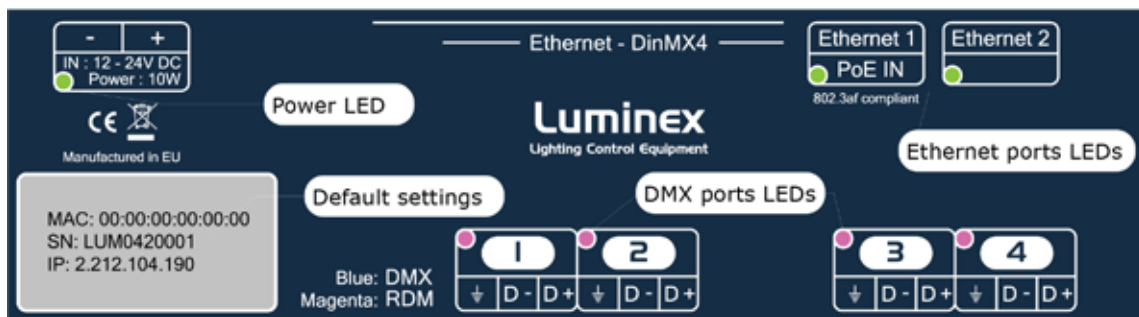 - +
IN : 12 - 24V DC
Power : 10W
Ethernet - DinMX4
Ethernet 1
PoE IN
802.3af compliant
Ethernet 2
Power LED
CE
Manufactured in EU
Luminex
Lighting Control Equipment
Ethernet ports LEDs
Default settings
DMX ports LEDs
MAC: 00:00:00:00:00:00
SN: LUM0420001
IP: 2.212.104.190
Blue: DMX
Magenta: RDM
1 2 3 4
D - D + D - D + D - D + D - D +